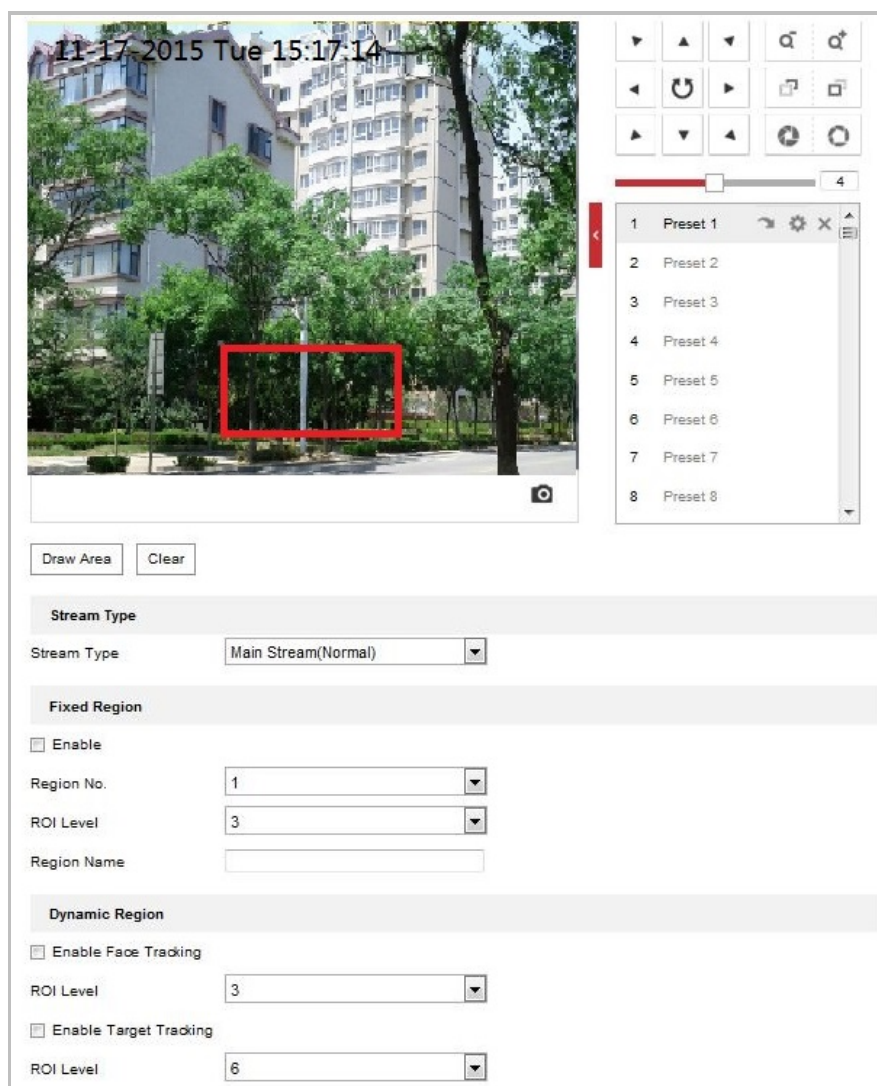 11-17-2015 Tue 15:17:14
4
1 Preset 1
2 Preset 2
3 Preset 3
4 Preset 4
5 Preset 5
6 Preset 6
7 Preset 7
8 Preset 8
Draw Area Clear
Stream Type
Stream Type Main Stream(Normal)
Fixed Region
Enable
Region No. 1
ROI Level 3
Region Name
Dynamic Region
Enable Face Tracking
ROI Level 3
Enable Target Tracking
ROI Level 6